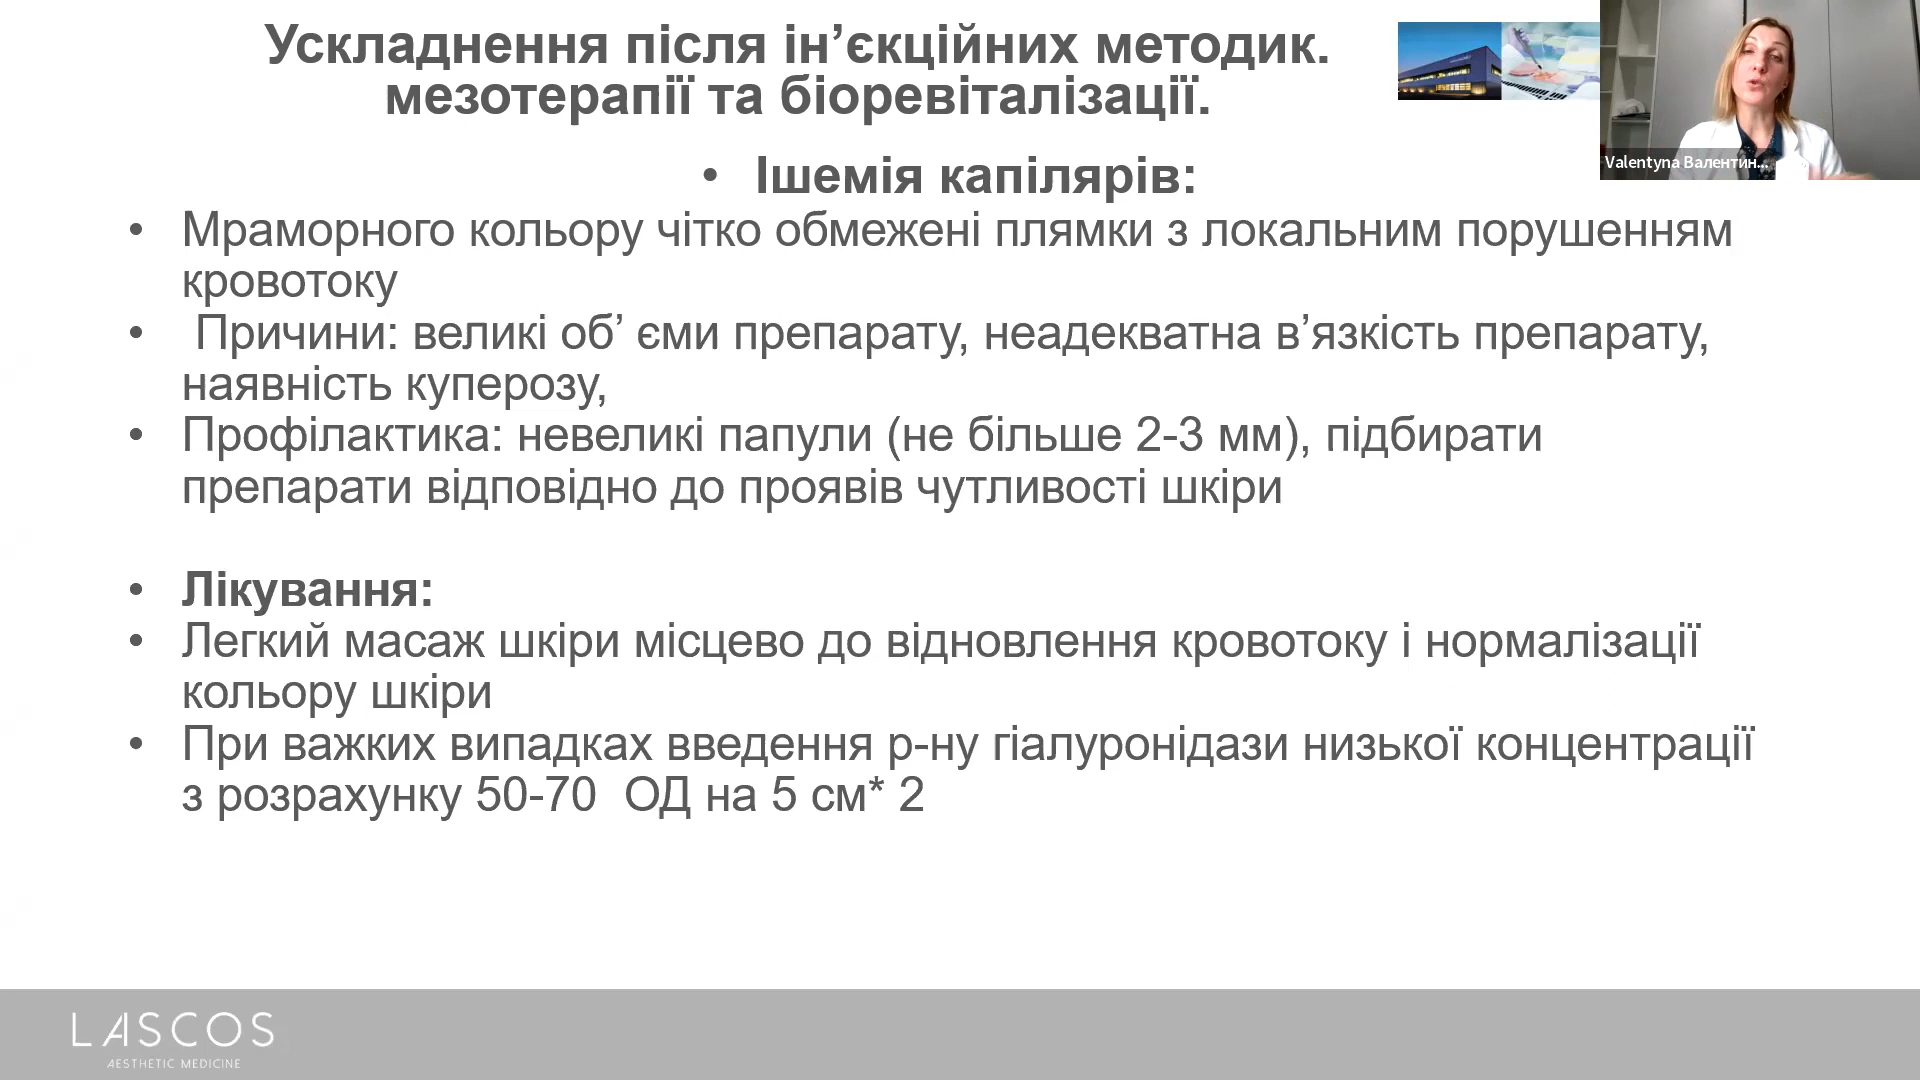 Ускладнення після ін’єкційних методик.
мезотерапії та біоревіталізації.
Valentyna Валентин...
• Ішемія капілярів:
• Мраморного кольору чітко обмежені плямки з локальним порушенням
кровотоку
• Причини: великі об’ єми препарату, неадекватна в’язкість препарату,
наявність куперозу,
• Профілактика: невеликі папули (не більше 2-3 мм), підбирати
препарати відповідно до проявів чутливості шкіри
• Лікування:
• Легкий масаж шкіри місцево до відновлення кровотоку і нормалізації
кольору шкіри
• При важких випадках введення р-ну гіалуронідази низької концентрації
з розрахунку 50-70 ОД на 5 см* 2
LASCOS
AESTHETIC MEDICINE